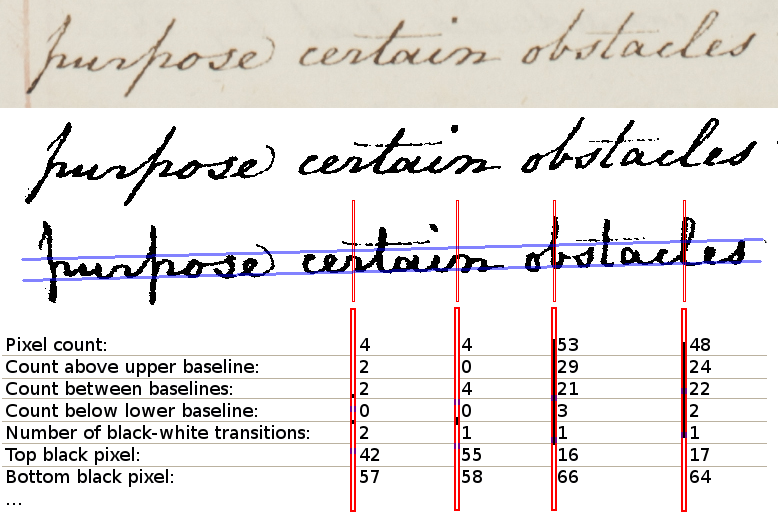 purpose certain obstacles
purpose certain obstacles
purpose certain obstacles
Pixel count: 4 4 53 48
Count above upper baseline: 2 0 29 24
Count between baselines: 2 4 21 22
Count below lower baseline: 0 0 3 2
Number of black-white transitions: 2 1 1 1
Top black pixel: 42 55 16 17
Bottom black pixel: 57 58 66 64
...